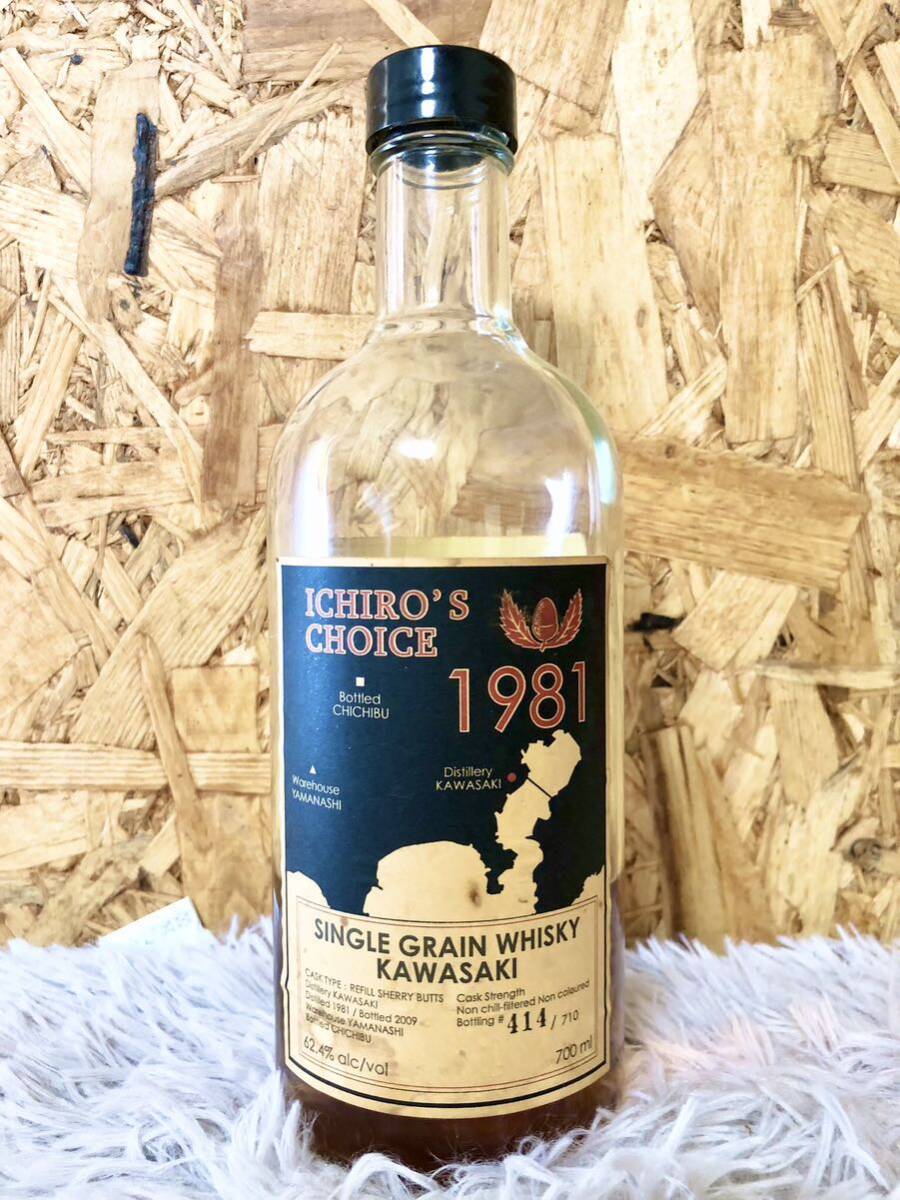 ICHIRO'S
CHOICE
1981
Bottled
CHICHIBU
Warehouse
YAMANASHI
Distillery
KAWASAKI
SINGLE GRAIN WHISKY
KAWASAKI
CASK TYPE : REFILL SHERRY BUTTS
Distillery KAWASAKI
Distilled 1981 / Bottled 2009
Warehouse YAMANASHI
Bottled CHICHIBU
62.4% alc/vol
Cask Strength
Non chill-filtered Non coloured
Bottling # 414 / 710
700 ml